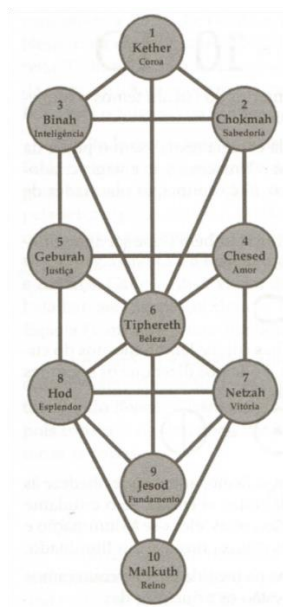 1
Kether
Coroa
3
Binah
Inteligência
2
Chokmah
Sabedoria
5
Geburah
Justiça
4
Chesed
Amor
6
Tiphereth
Beleza
8
Hod
Esplendor
7
Netzah
Vitória
9
Jesod
Fundamento
10
Malkuth
Reino